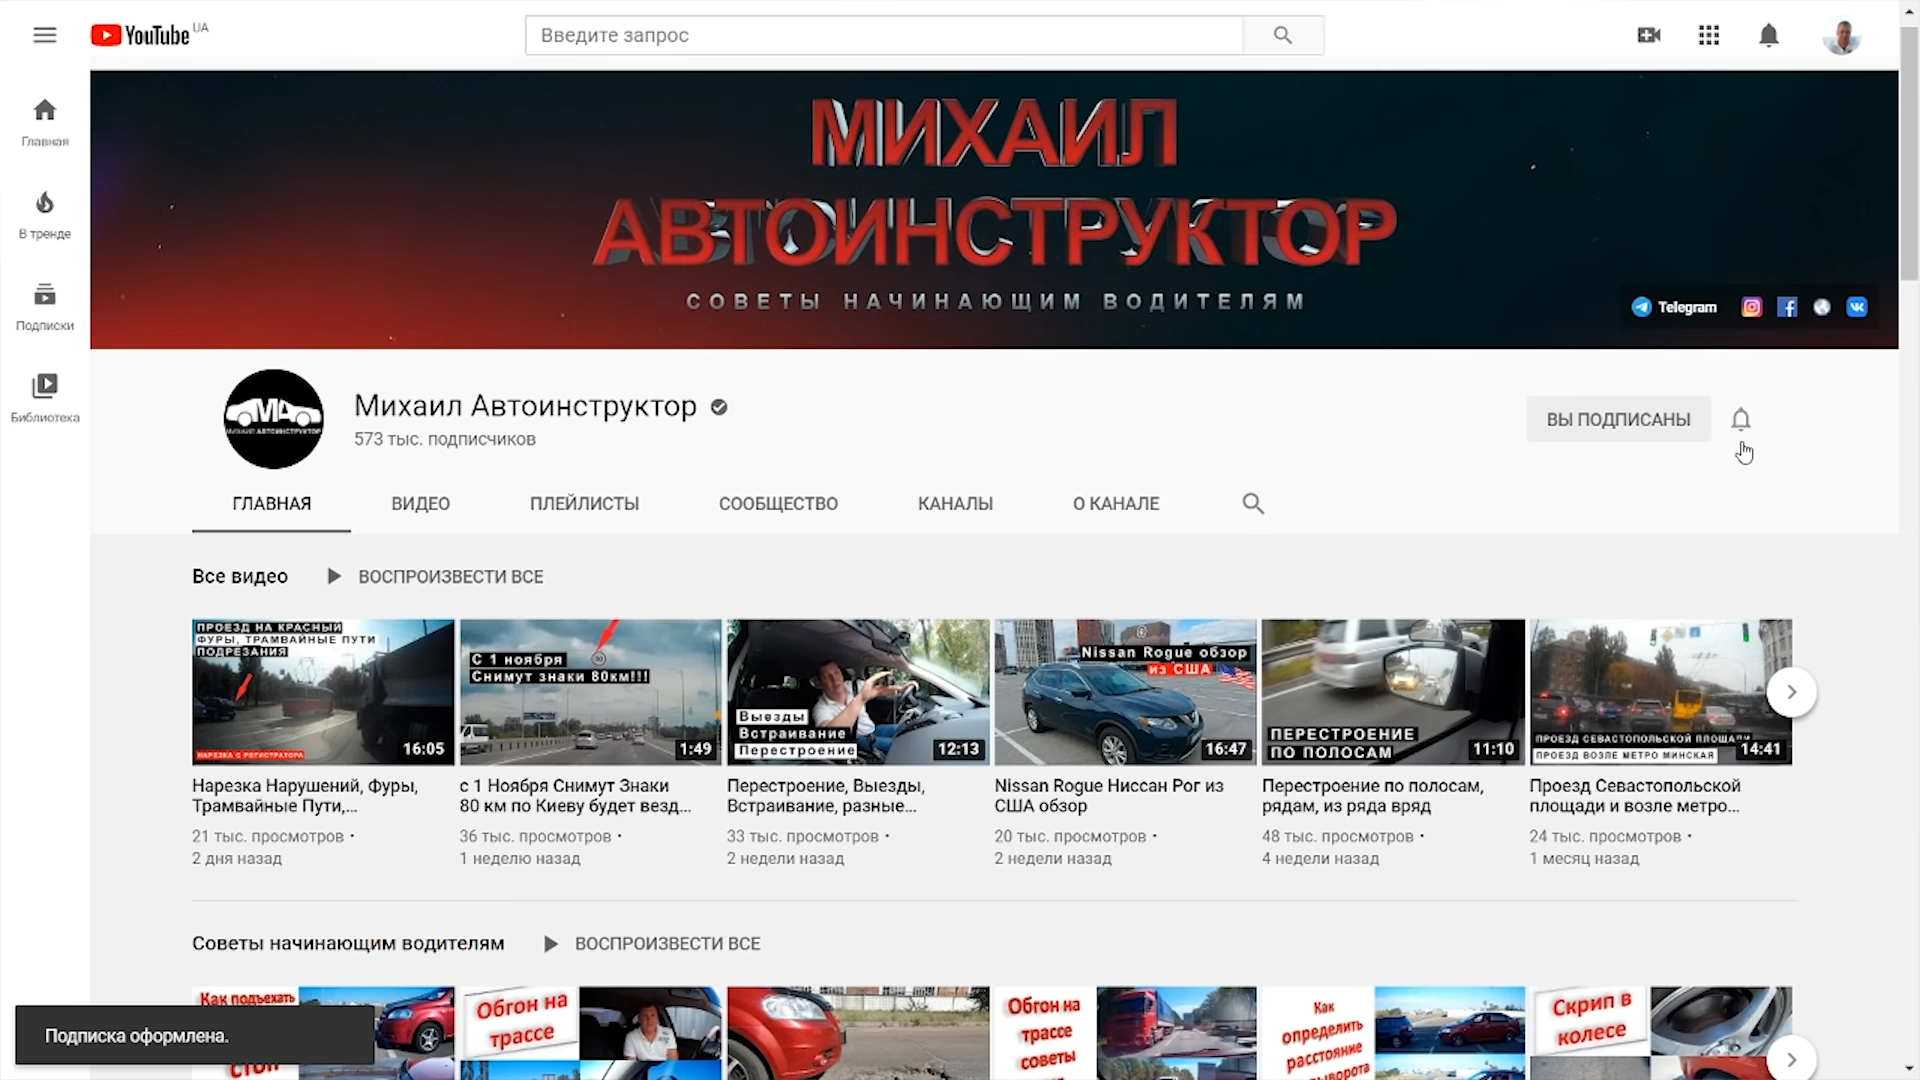 YouTube UA
Введите запрос
Главная
В тренде
Подписки
Библиотека
МИХАИЛ
АВТОИНСТРУКТОР
СОВЕТЫ НАЧИНАЮЩИМ ВОДИТЕЛЯМ
Telegram
МИХАИЛ АВТОИНСТРУКТОР
Михаил Автоинструктор
573 тыс. подписчиков
ВЫ ПОДПИСАНЫ
ГЛАВНАЯ
ВИДЕО
ПЛЕЙЛИСТЫ
СООБЩЕСТВО
КАНАЛЫ
О КАНАЛЕ
Все видео
ВОСПРОИЗВЕСТИ ВСЕ
ПРОЕЗД НА КРАСНЫЙ
ФУРЫ, ТРАМВАЙНЫЕ ПУТИ
ПОДРЕЗАНИЯ
НАРЕЗКА С РЕГИСТРАТОРА
16:05
С 1 ноября
Снимут знаки 80км!!!
1:49
Выезды
Встраивание
Перестроение
12:13
Nissan Rogue обзор
из США
16:47
ПЕРЕСТРОЕНИЕ
ПО ПОЛОСАМ
11:10
ПРОЕЗД СЕВАСТОПОЛЬСКОЙ ПЛОЩАДИ
ПРОЕЗД ВОЗЛЕ МЕТРО МИНСКАЯ
14:41
Нарезка Нарушений, Фуры,
Трамвайные Пути,...
21 тыс. просмотров •
2 дня назад
с 1 Ноября Снимут Знаки
80 км по Киеву будет везд...
36 тыс. просмотров •
1 неделю назад
Перестроение, Выезды,
Встраивание, разные...
33 тыс. просмотров •
2 недели назад
Nissan Rogue Ниссан Рог из
США обзор
20 тыс. просмотров •
2 недели назад
Перестроение по полосам,
рядам, из ряда вряд
48 тыс. просмотров •
4 недели назад
Проезд Севастопольской
площади и возле метро...
24 тыс. просмотров •
1 месяц назад
Советы начинающим водителям
ВОСПРОИЗВЕСТИ ВСЕ
Как подъехать
Обгон на
трассе
Обгон на
трассе
советы
Как
определить
расстояние
Скрип в
колесе
Подписка оформлена.